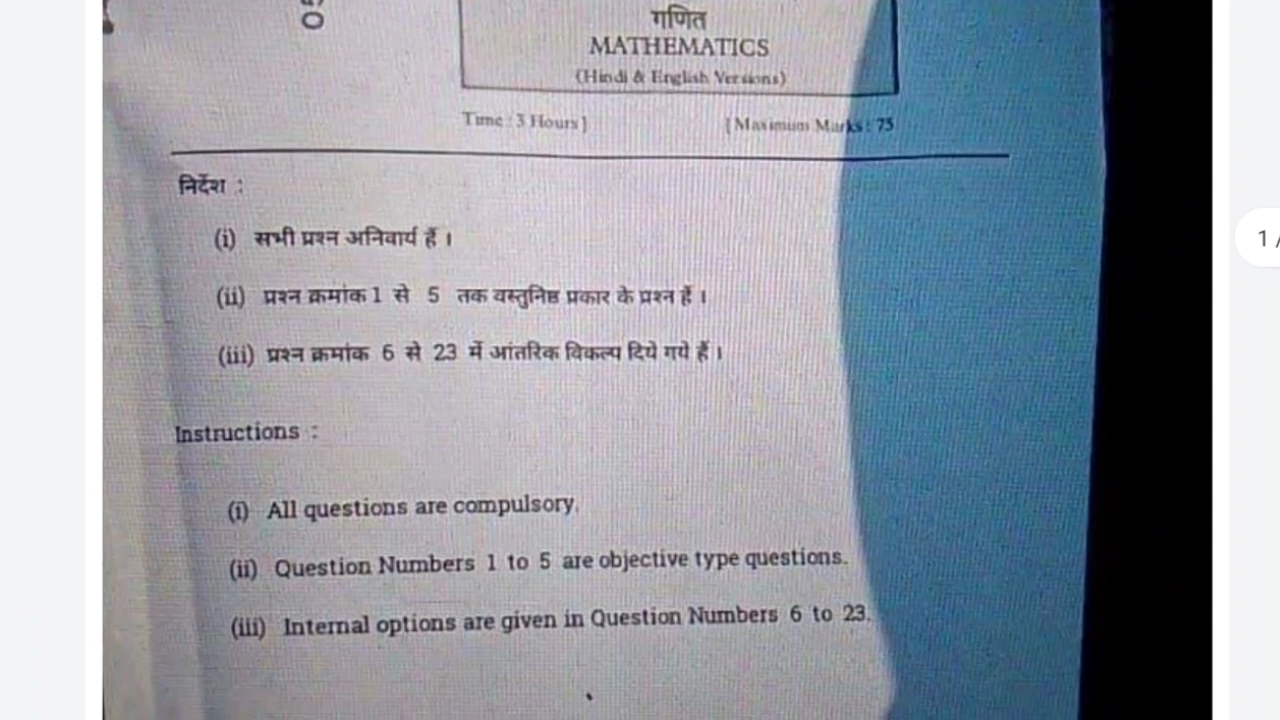 गणित
MATHEMATICS
(Hindi & English Versions)
Time : 3 Hours]
[Maximum Marks : 75
निर्देश :
(i) सभी प्रश्न अनिवार्य हैं ।
(ii) प्रश्न क्रमांक 1 से 5 तक वस्तुनिष्ठ प्रकार के प्रश्न हैं ।
(iii) प्रश्न क्रमांक 6 से 23 में आंतरिक विकल्प दिये गये हैं ।
Instructions :
(i) All questions are compulsory.
(ii) Question Numbers 1 to 5 are objective type questions.
(iii) Internal options are given in Question Numbers 6 to 23.
1 /